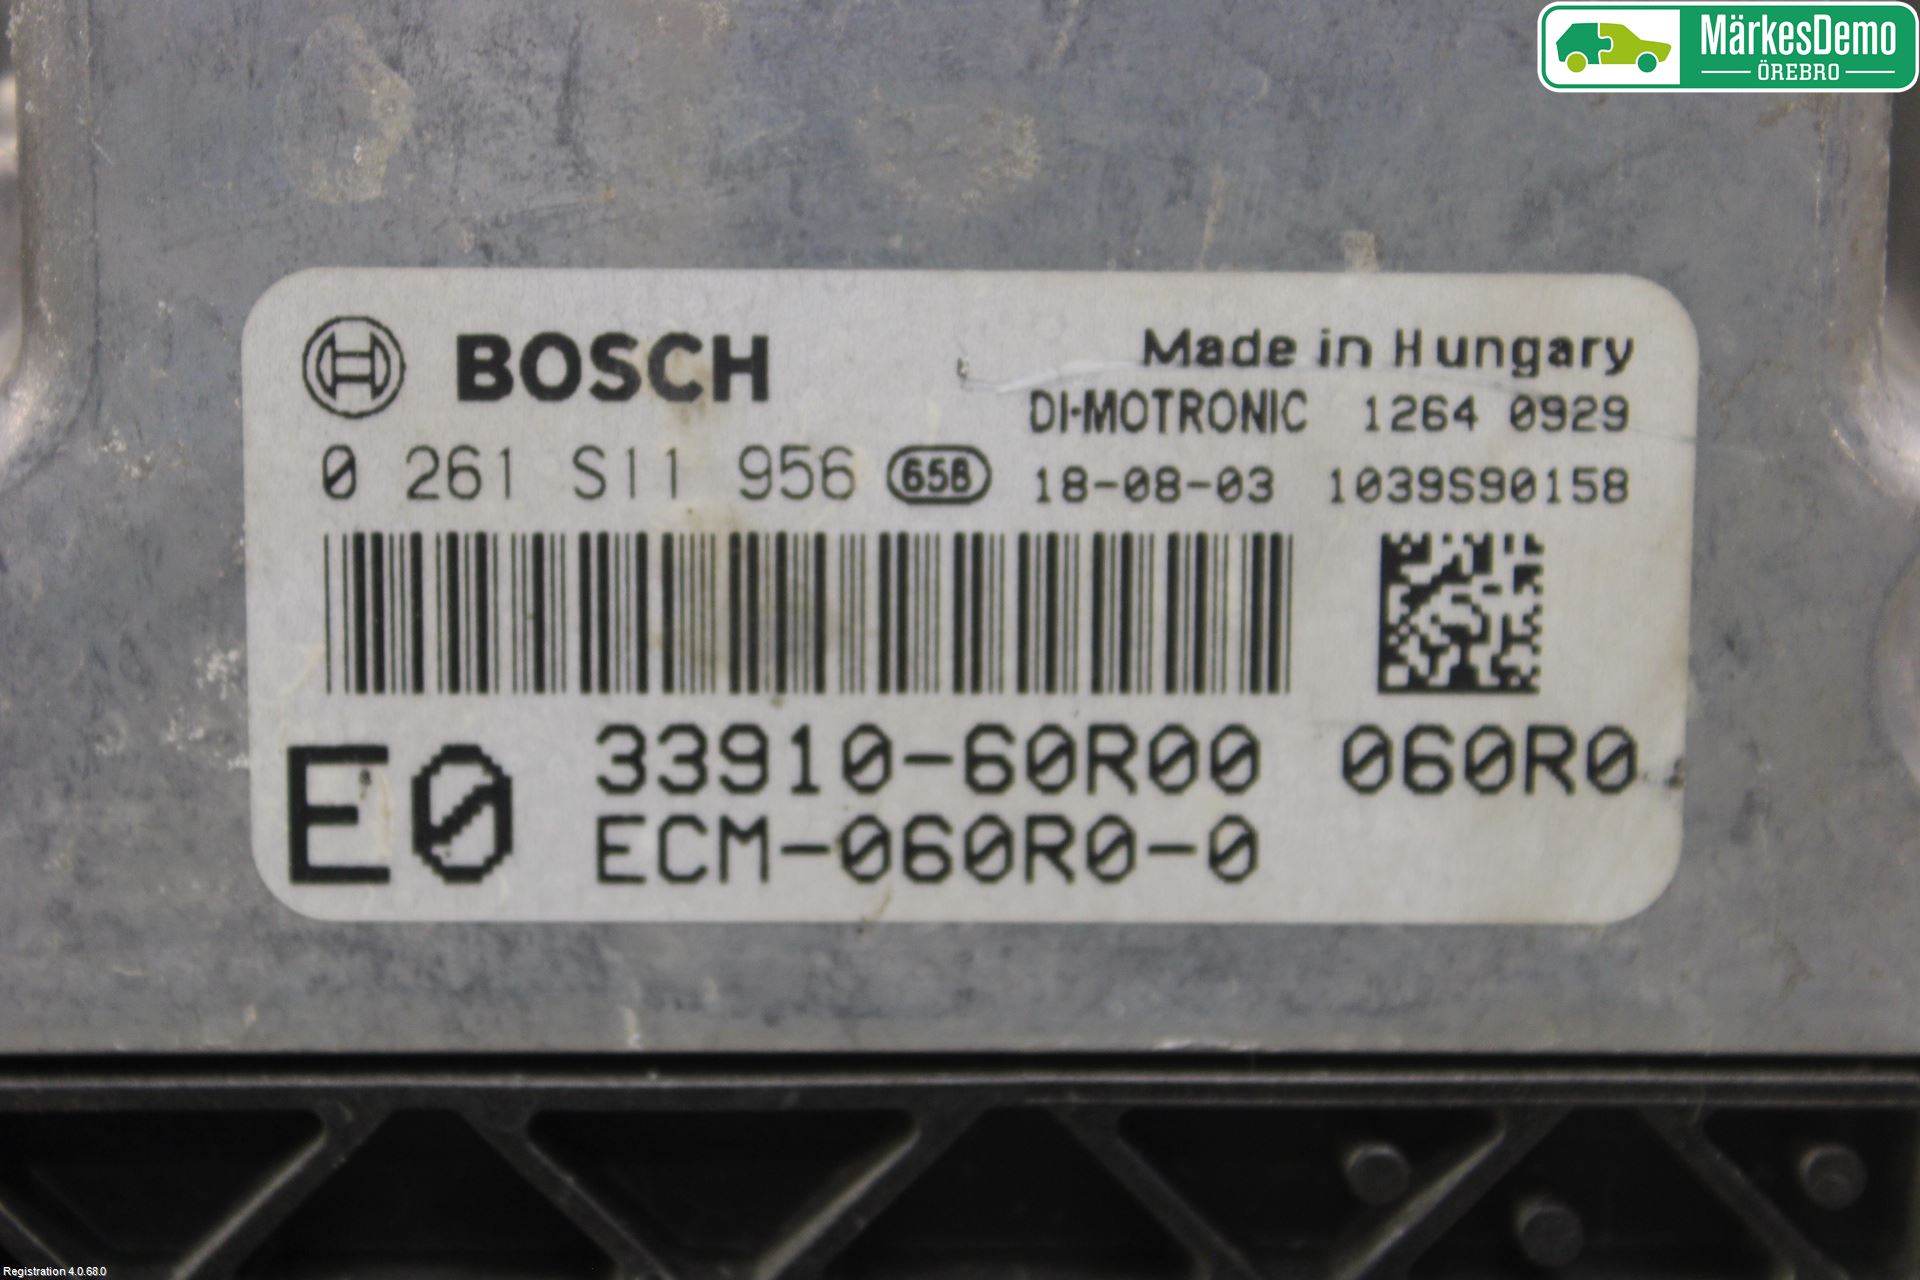 MärkesDemo
ÖREBRO
BOSCH
Made in Hungary
DI-MOTRONIC 1264 0929
0 261 S11 956 658 18-08-03 1039S90158
E0
33910-60R00 060R0
ECM-060R0-0
Registration 4.0.68.0